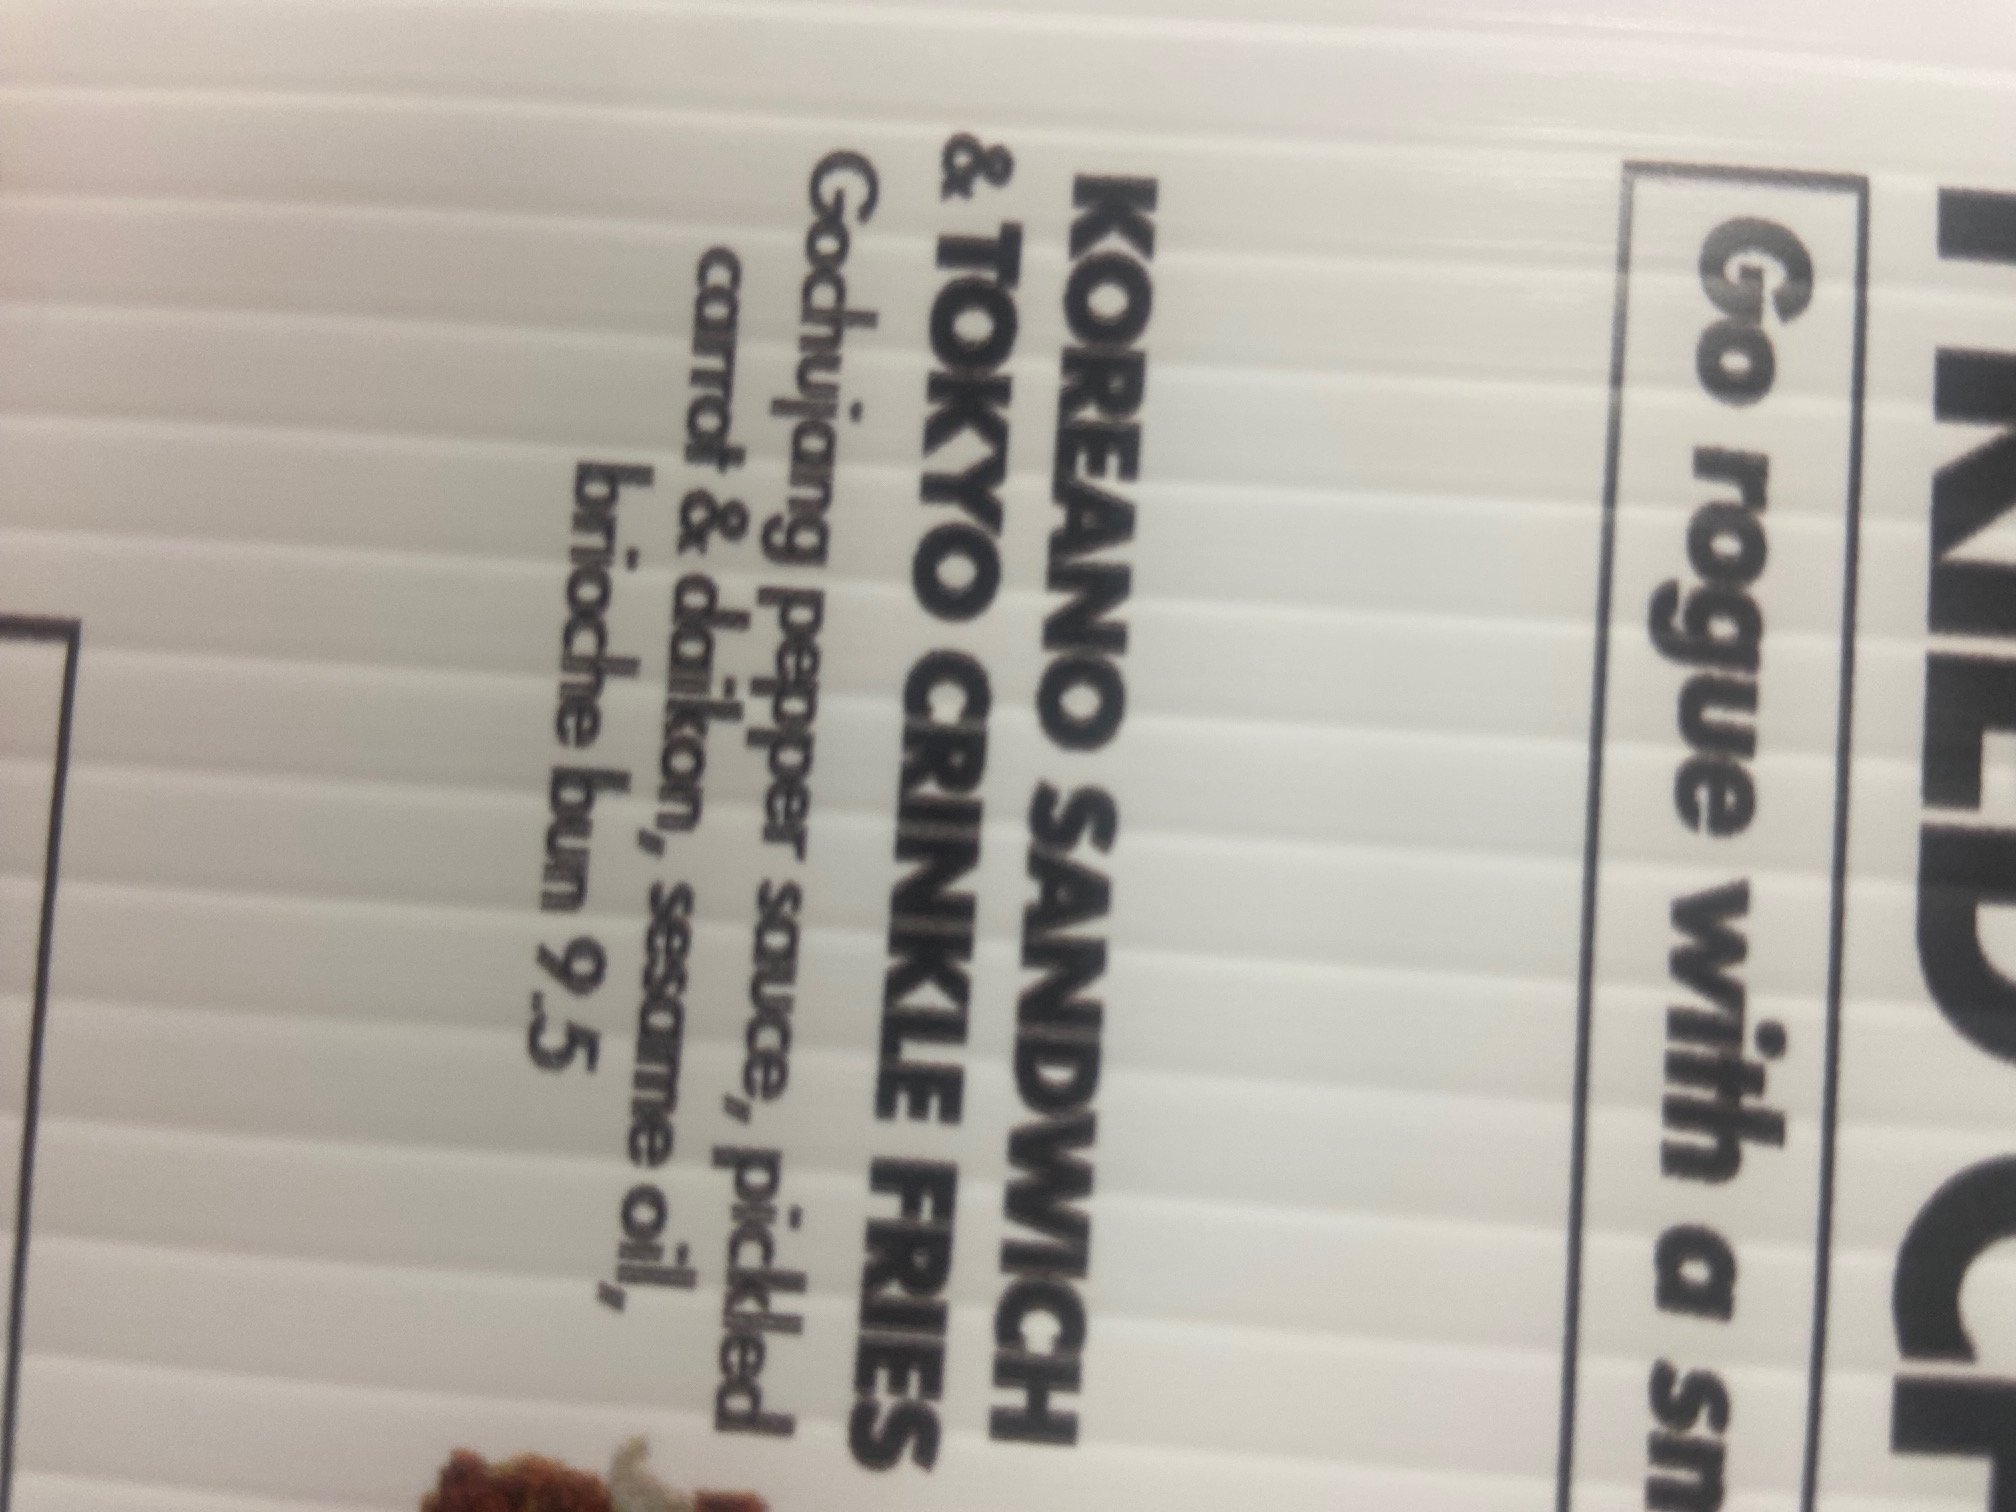 Go rogue with a
KOREANO SANDWICH
& TOKYO CRINKLE FRIES
Gochujang pepper sauce, pickled
carrot & daikon, sesame oil,
brioche bun 9.5